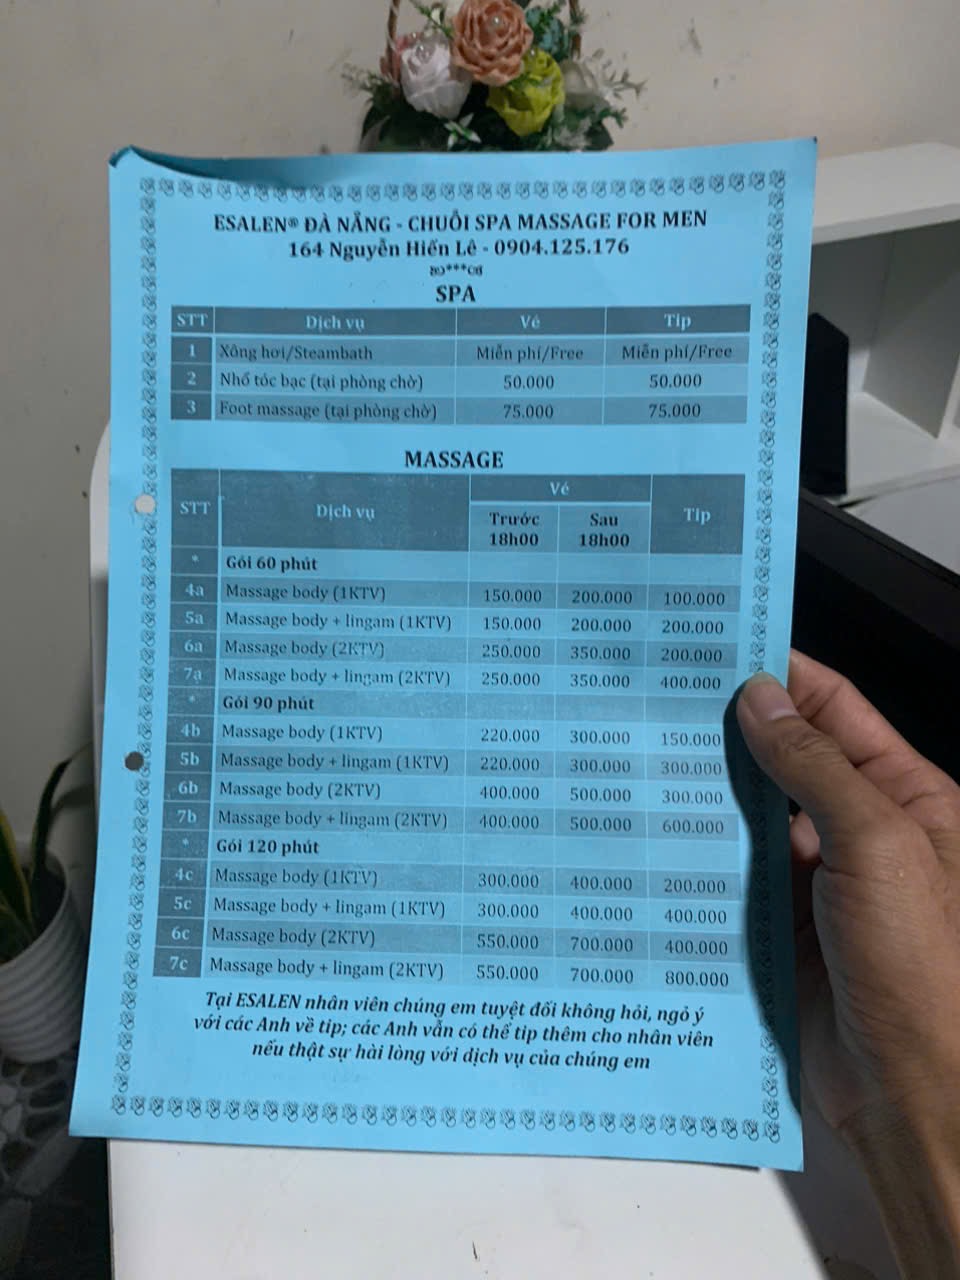 ESALEN® ĐÀ NẴNG - CHUỖI SPA MASSAGE FOR MEN
164 Nguyễn Hiến Lê - 0904.125.176
***
SPA
STT Dịch vụ Vé Tip
1 Xông hơi/Steambath Miễn phí/Free Miễn phí/Free
2 Nhổ tóc bạc (tại phòng chờ) 50.000 50.000
3 Foot massage (tại phòng chờ) 75.000 75.000
MASSAGE
STT Dịch vụ Vé Tip
Trước 18h00 Sau 18h00
* Gói 60 phút
4a Massage body (1KTV) 150.000 200.000 100.000
5a Massage body + lingam (1KTV) 150.000 200.000 200.000
6a Massage body (2KTV) 250.000 350.000 200.000
7a Massage body + lingam (2KTV) 250.000 350.000 400.000
* Gói 90 phút
4b Massage body (1KTV) 220.000 300.000 150.000
5b Massage body + lingam (1KTV) 220.000 300.000 300.000
6b Massage body (2KTV) 400.000 500.000 300.000
7b Massage body + lingam (2KTV) 400.000 500.000 600.000
* Gói 120 phút
4c Massage body (1KTV) 300.000 400.000 200.000
5c Massage body + lingam (1KTV) 300.000 400.000 400.000
6c Massage body (2KTV) 550.000 700.000 400.000
7c Massage body + lingam (2KTV) 550.000 700.000 800.000
Tại ESALEN nhân viên chúng em tuyệt đối không hỏi, ngỏ ý
với các Anh về tip; các Anh vẫn có thể tip thêm cho nhân viên
nếu thật sự hài lòng với dịch vụ của chúng em